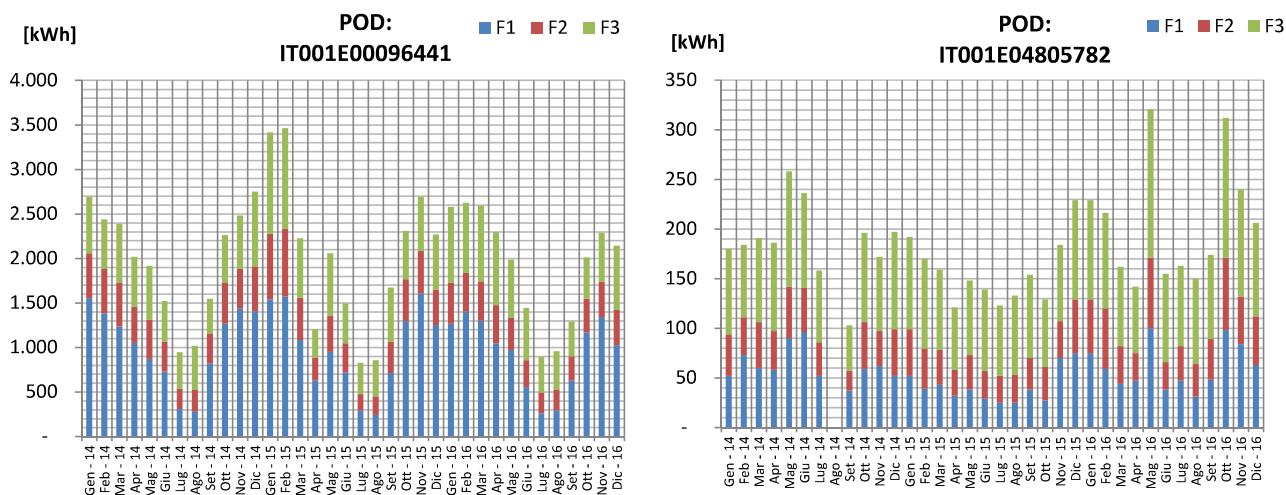 POD:
IT001E00096441
[kWh]
F1 F2 F3
4.000
3.500
3.000
2.500
2.000
1.500
1.000
500
-
Gen - 14
Feb - 14
Mar - 14
Apr - 14
Mag - 14
Giu - 14
Lug - 14
Ago - 14
Set - 14
Ott - 14
Nov - 14
Dic - 14
Gen - 15
Feb - 15
Mar - 15
Apr - 15
Mag - 15
Giu - 15
Lug - 15
Ago - 15
Set - 15
Ott - 15
Nov - 15
Dic - 15
Gen - 16
Feb - 16
Mar - 16
Apr - 16
Mag - 16
Giu - 16
Lug - 16
Ago - 16
Set - 16
Ott - 16
Nov - 16
Dic - 16
POD:
IT001E04805782
[kWh]
F1 F2 F3
350
300
250
200
150
100
50
-
Gen - 14
Feb - 14
Mar - 14
Apr - 14
Mag - 14
Giu - 14
Lug - 14
Ago - 14
Set - 14
Ott - 14
Nov - 14
Dic - 14
Gen - 15
Feb - 15
Mar - 15
Apr - 15
Mag - 15
Giu - 15
Lug - 15
Ago - 15
Set - 15
Ott - 15
Nov - 15
Dic - 15
Gen - 16
Feb - 16
Mar - 16
Apr - 16
Mag - 16
Giu - 16
Lug - 16
Ago - 16
Set - 16
Ott - 16
Nov - 16
Dic - 16